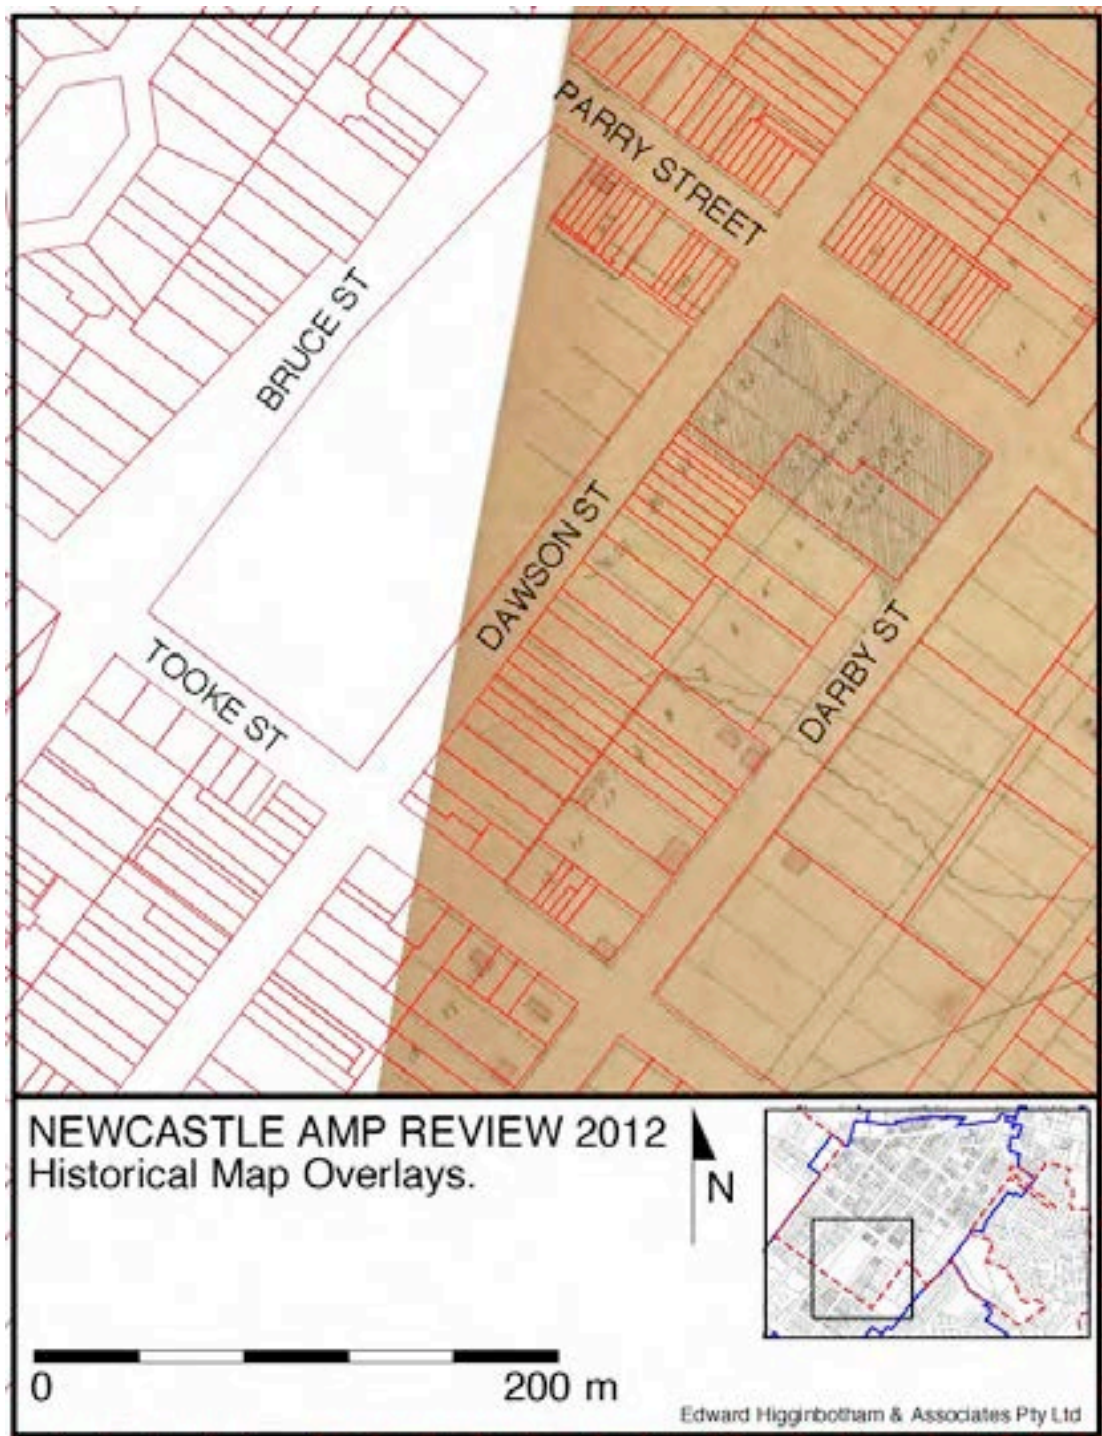 PARRY STREET
BRUCE ST
DAWSON ST
DARBY ST
TOOKE ST
NEWCASTLE AMP REVIEW 2012
Historical Map Overlays.
N
0
200 m
Edward Higginbotham & Associates Pty Ltd